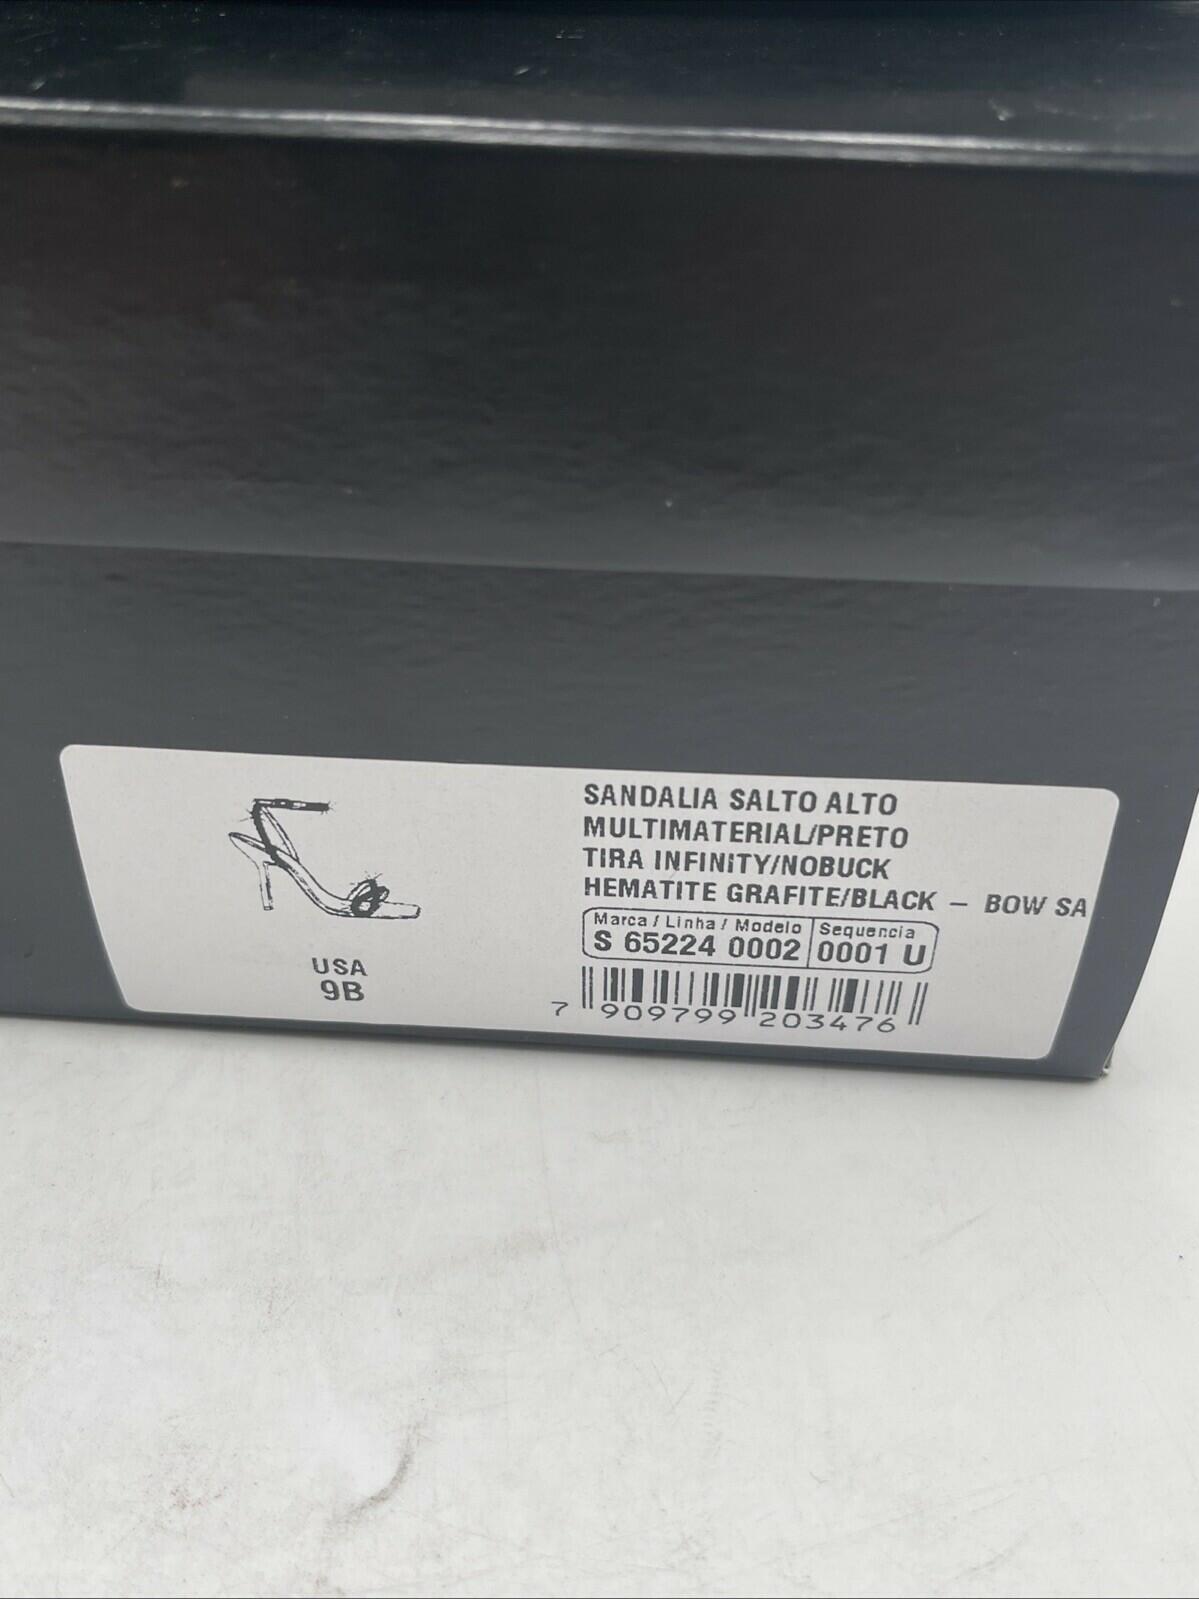 SANDALIA SALTO ALTO
MULTIMATERIAL/PRETO
TIRA INFINITY/NOBUCK
HEMATITE GRAFITE/BLACK – BOW SA
Marca / Linha / Modelo Sequencia
S 65224 0002 0001 U
7 909799 203476
USA
9B